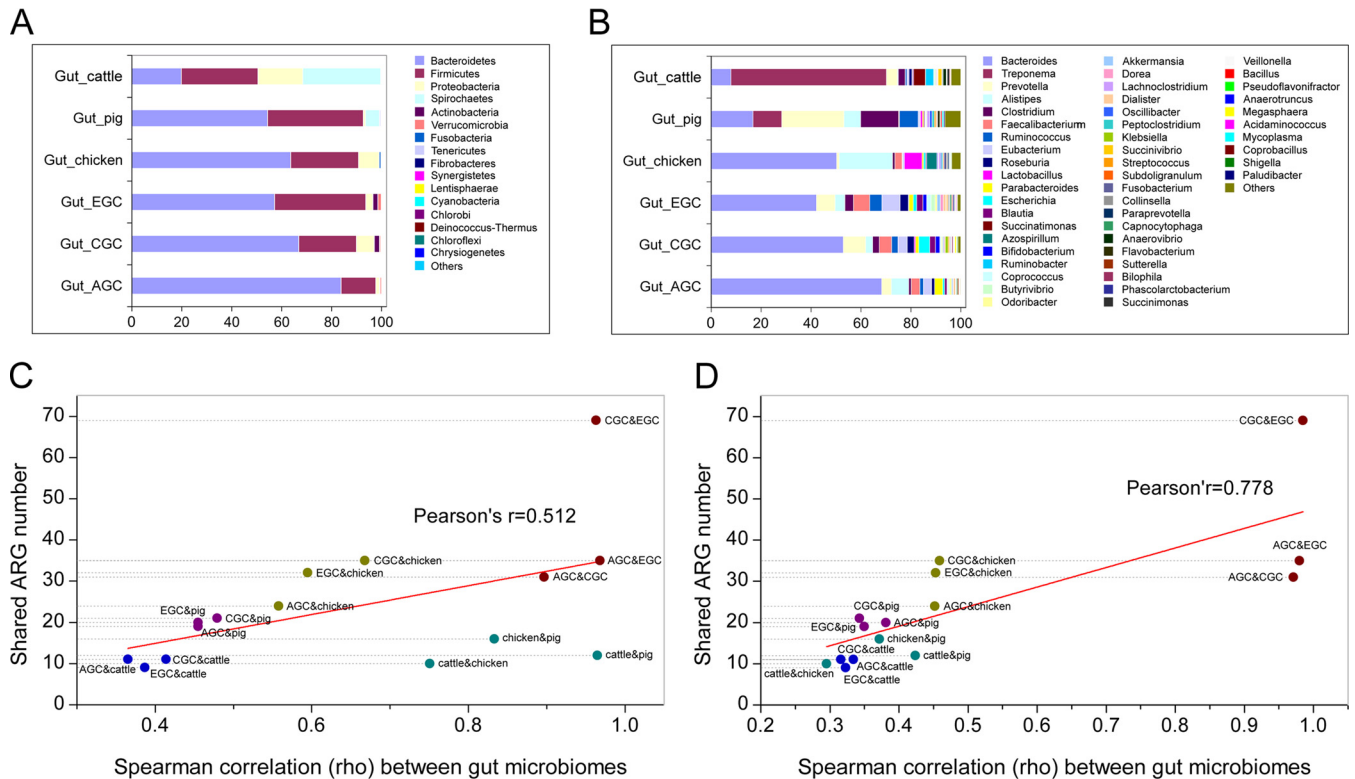 A
Gut_cattle
Gut_pig
Gut_chicken
Gut_EGC
Gut_CGC
Gut_AGC
0 20 40 60 80 100
Bacteroidetes
Firmicutes
Proteobacteria
Spirochaetes
Actinobacteria
Verrucomicrobia
Fusobacteria
Tenericutes
Fibrobacteres
Synergistetes
Lentisphaerae
Cyanobacteria
Chlorobi
Deinococcus-Thermus
Chloroflexi
Chrysiogenetes
Others
B
Gut_cattle
Gut_pig
Gut_chicken
Gut_EGC
Gut_CGC
Gut_AGC
0 20 40 60 80 100
Bacteroides
Treponema
Prevotella
Alistipes
Clostridium
Faecalibacterium
Ruminococcus
Eubacterium
Roseburia
Lactobacillus
Parabacteroides
Escherichia
Blautia
Succinatimonas
Azospirillum
Bifidobacterium
Ruminobacter
Coprococcus
Butyrivibrio
Odoribacter
Akkermansia
Dorea
Lachnoclostridium
Dialister
Oscillibacter
Peptoclostridium
Klebsiella
Succinivibrio
Streptococcus
Subdoligranulum
Fusobacterium
Collinsella
Paraprevotella
Capnocytophaga
Anaerovibrio
Flavobacterium
Sutterella
Bilophila
Phascolarctobacterium
Succinimonas
Veillonella
Bacillus
Pseudoflavonifractor
Anaerotruncus
Megasphaera
Acidaminococcus
Mycoplasma
Coprobacillus
Shigella
Paludibacter
Others
C
Shared ARG number
70
60
50
40
30
20
10
0
CGC&EGC
Pearson's r=0.512
CGC&chicken
AGC&EGC
EGC&chicken
AGC&CGC
AGC&chicken
EGC&pig
CGC&pig
AGC&pig
chicken&pig
cattle&pig
CGC&cattle
cattle&chicken
AGC&cattle
EGC&cattle
0.4 0.6 0.8 1.0
Spearman correlation (rho) between gut microbiomes
D
Shared ARG number
70
60
50
40
30
20
10
0
CGC&EGC
Pearson'r=0.778
AGC&EGC
CGC&chicken
EGC&chicken
AGC&CGC
AGC&chicken
CGC&pig
EGC&pig
AGC&pig
chicken&pig
CGC&cattle
cattle&pig
AGC&cattle
cattle&chicken
EGC&cattle
0.2 0.3 0.4 0.5 0.6 0.7 0.8 0.9 1.0
Spearman correlation (rho) between gut microbiomes